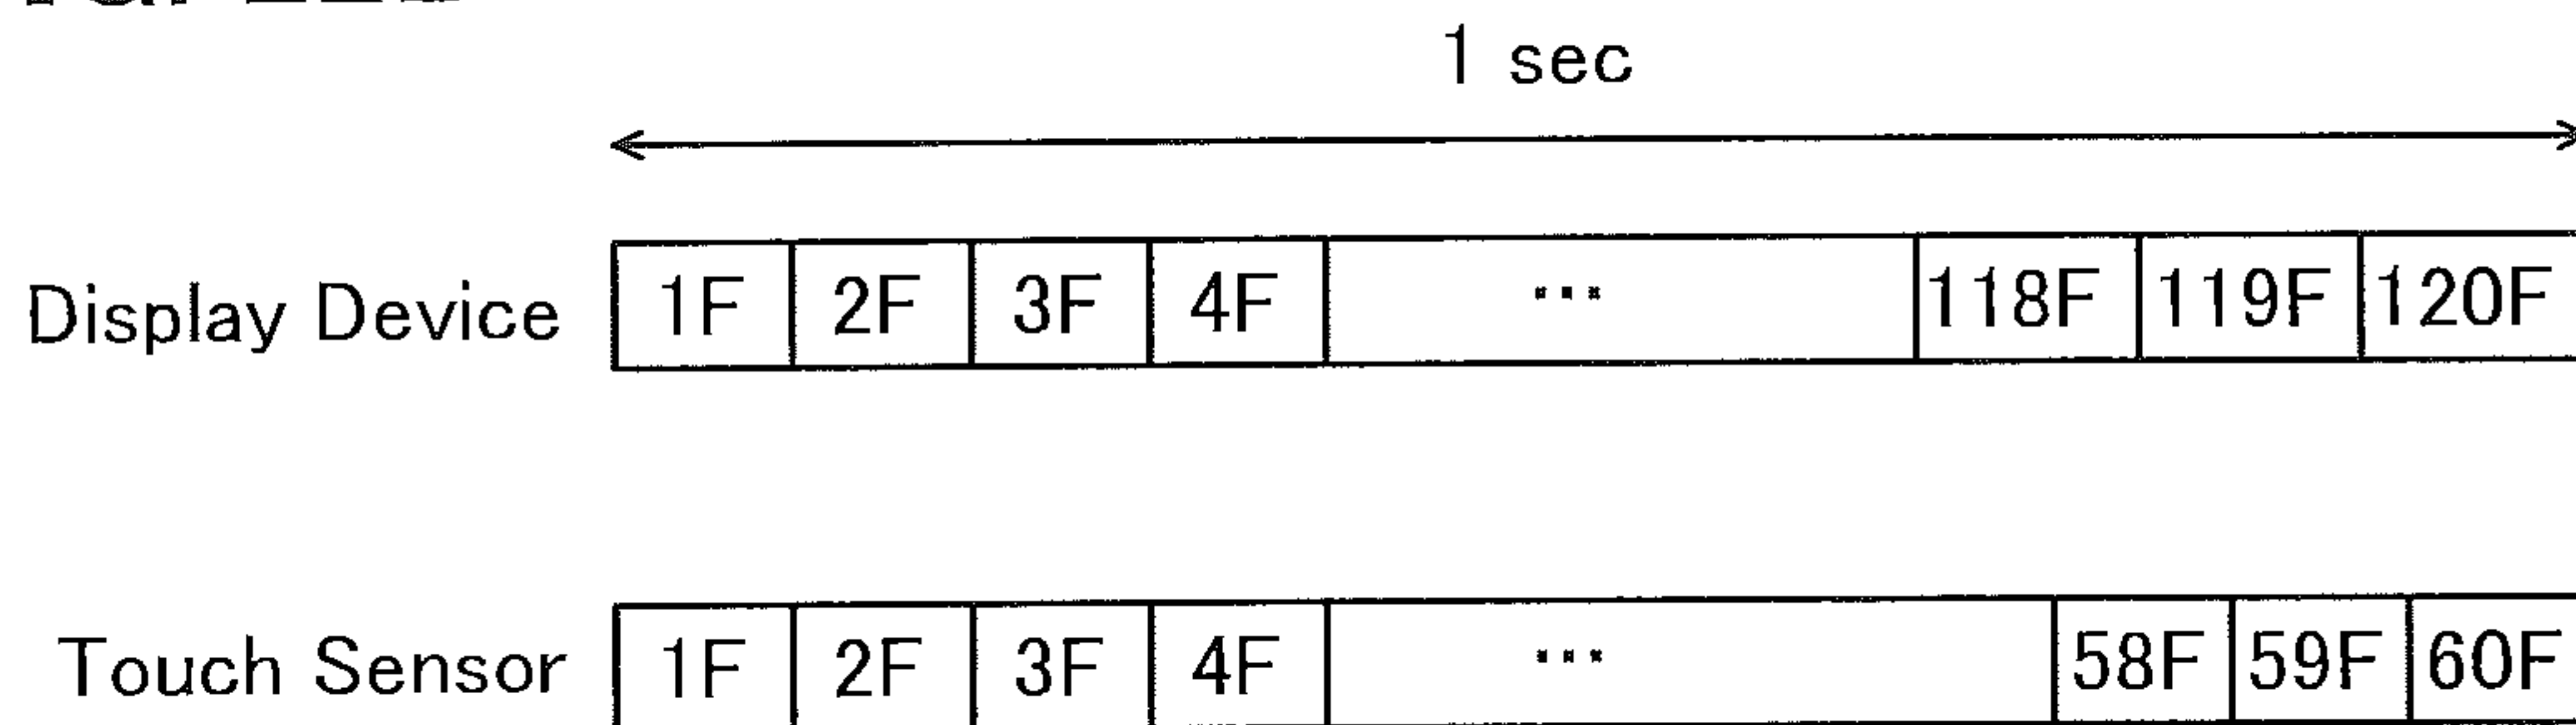 1 sec
Display Device 1F 2F 3F 4F ... 118F 119F 120F
Touch Sensor 1F 2F 3F 4F ... 58F 59F 60F